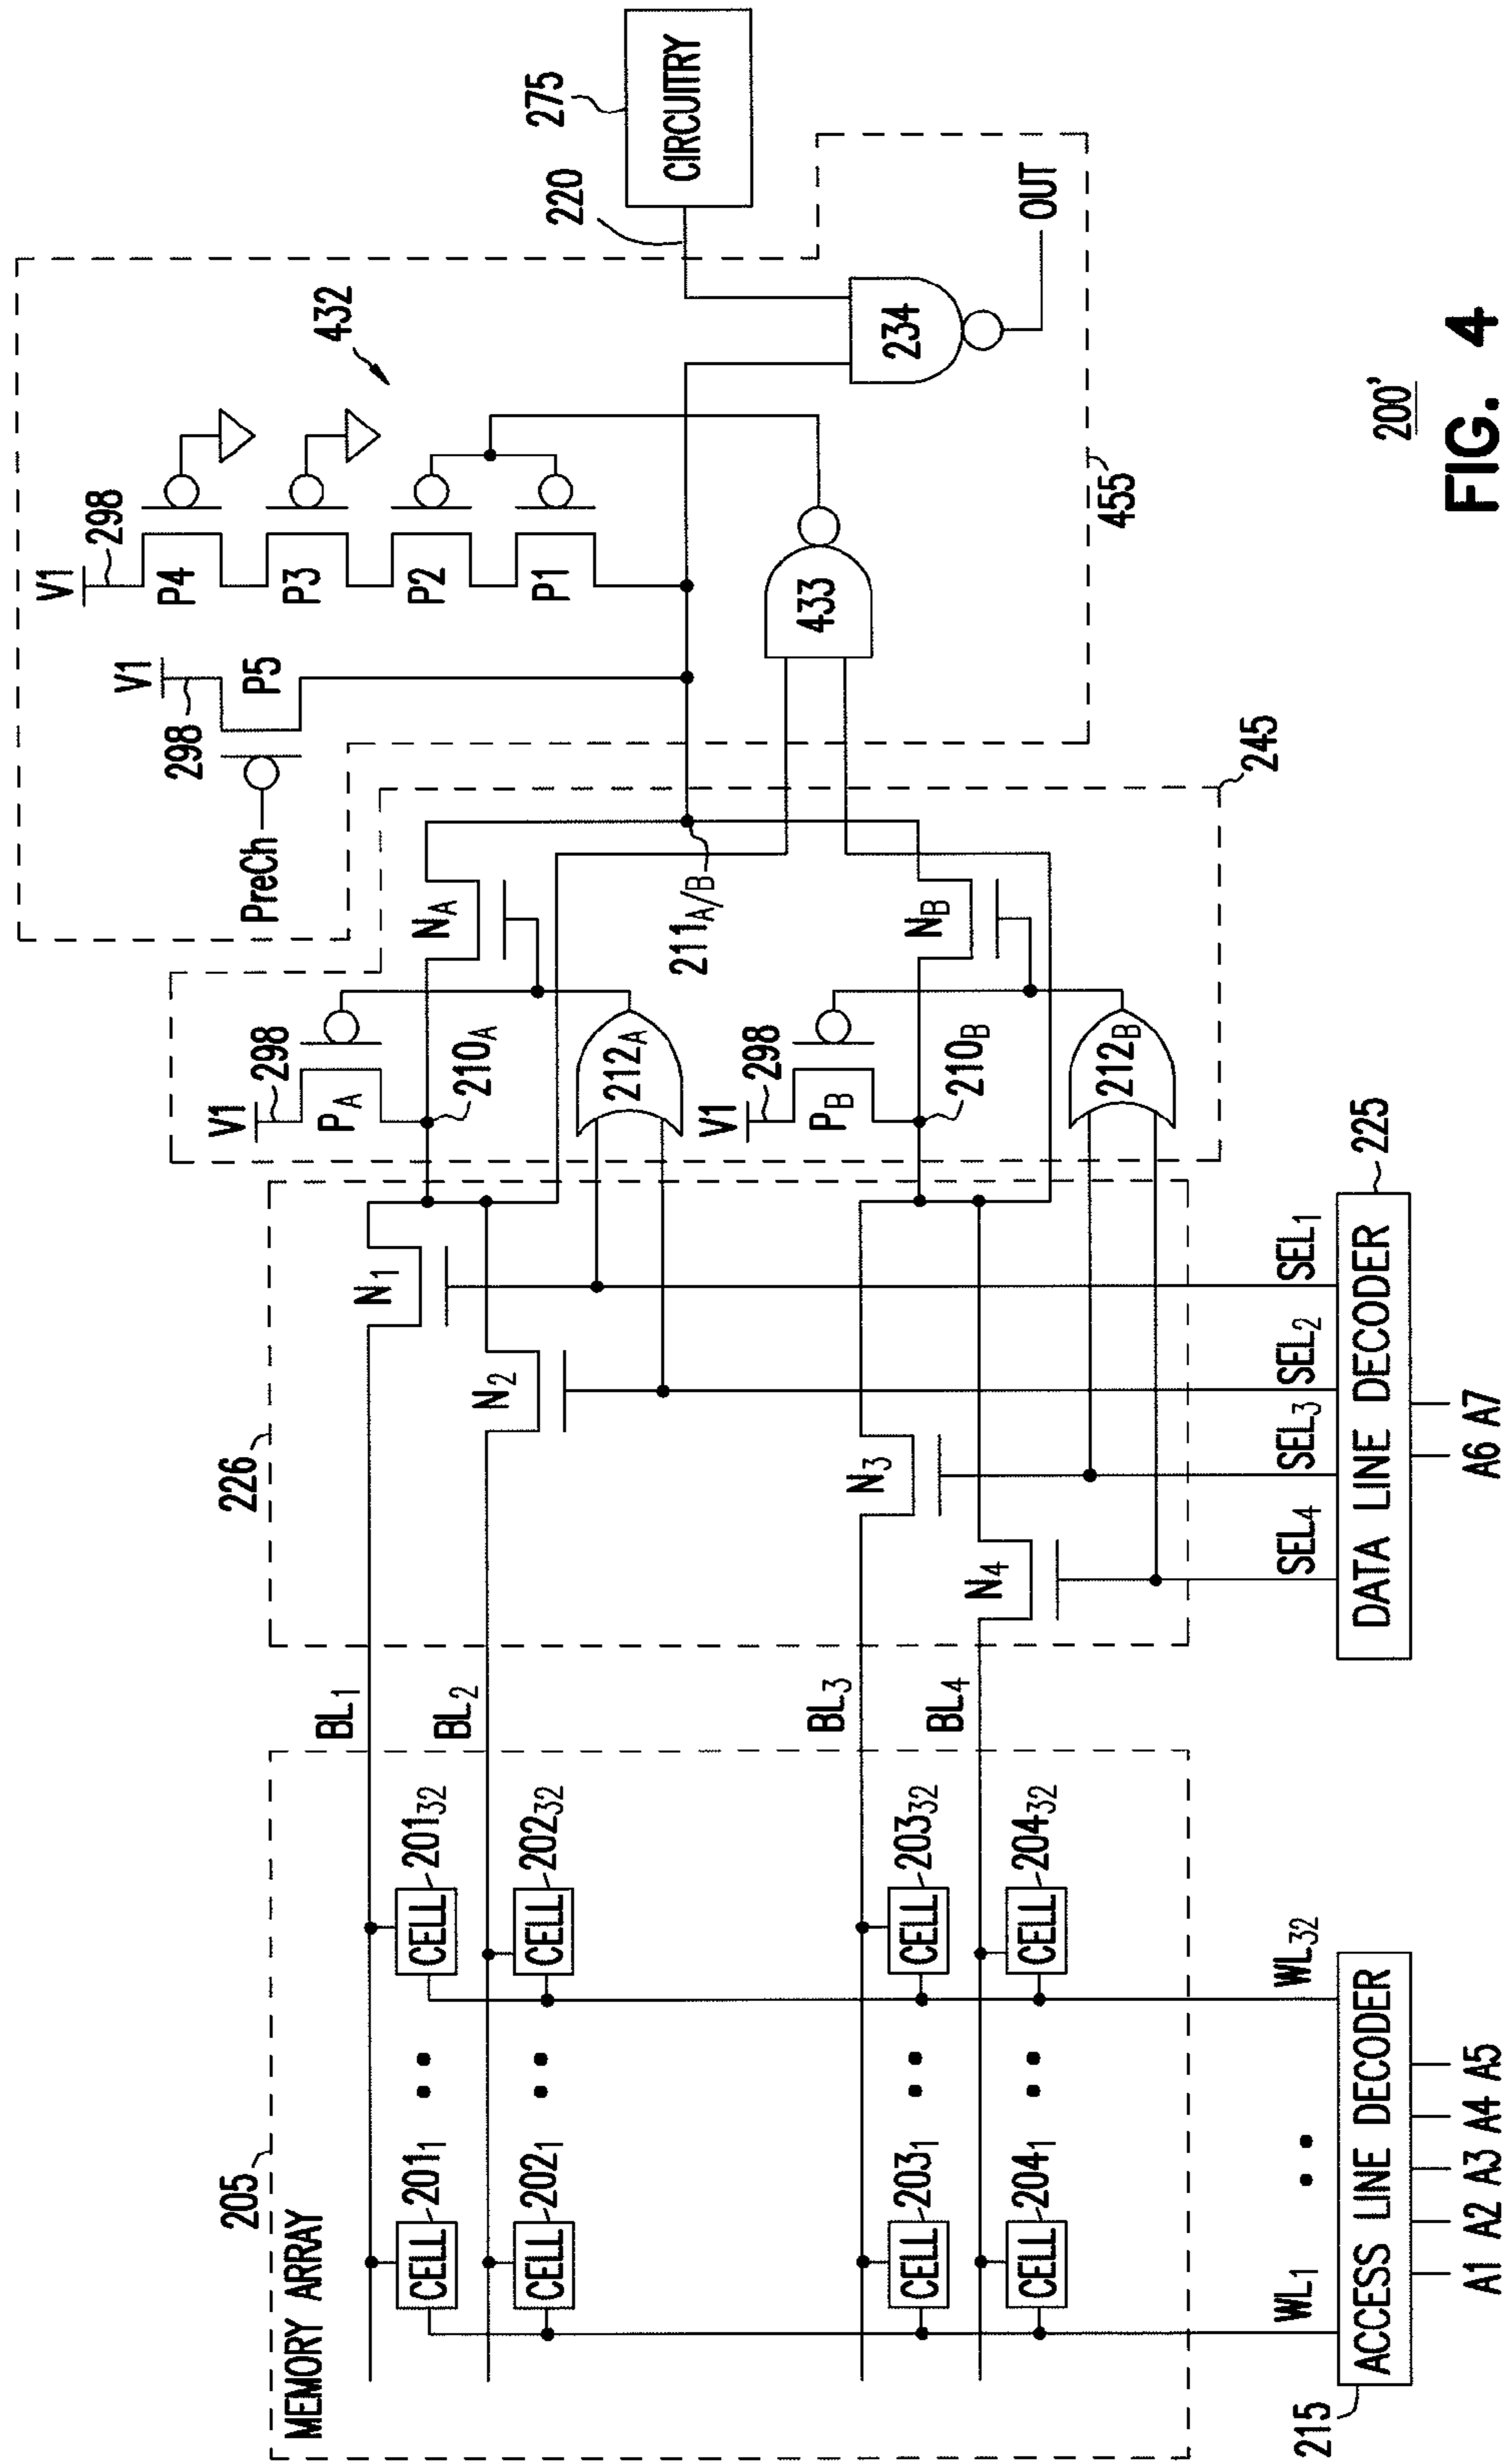 205
MEMORY ARRAY
BL1
BL2
BL3
BL4
CELL
2011
CELL
20132
CELL
2021
CELL
20232
CELL
2031
CELL
20332
CELL
2041
CELL
20432
WL1
WL32
215
ACCESS LINE DECODER
A1 A2 A3 A4 A5
226
N1
N2
N3
N4
SEL4
SEL3
SEL2
SEL1
DATA LINE DECODER
225
A6 A7
V1
298
PA
210A
212A
NA
V1
298
PB
210B
212B
NB
211A/B
245
PreCh
298
V1
P5
V1
298
P4
P3
P2
P1
432
433
455
234
OUT
220
275
CIRCUITRY
200'
FIG. 4